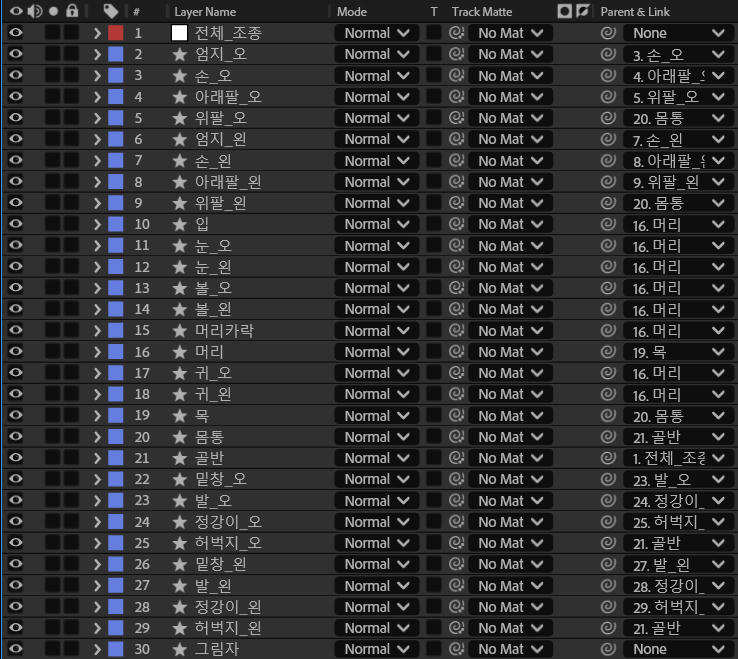 # Layer Name Mode T Track Matte Parent & Link
1 전체_조종 Normal No Mat None
2 엄지_오 Normal No Mat 3. 손_오
3 손_오 Normal No Mat 4. 아래팔_오
4 아래팔_오 Normal No Mat 5. 위팔_오
5 위팔_오 Normal No Mat 20. 몸통
6 엄지_왼 Normal No Mat 7. 손_왼
7 손_왼 Normal No Mat 8. 아래팔_왼
8 아래팔_왼 Normal No Mat 9. 위팔_왼
9 위팔_왼 Normal No Mat 20. 몸통
10 입 Normal No Mat 16. 머리
11 눈_오 Normal No Mat 16. 머리
12 눈_왼 Normal No Mat 16. 머리
13 볼_오 Normal No Mat 16. 머리
14 볼_왼 Normal No Mat 16. 머리
15 머리카락 Normal No Mat 16. 머리
16 머리 Normal No Mat 19. 목
17 귀_오 Normal No Mat 16. 머리
18 귀_왼 Normal No Mat 16. 머리
19 목 Normal No Mat 20. 몸통
20 몸통 Normal No Mat 21. 골반
21 골반 Normal No Mat 1. 전체_조종
22 밑창_오 Normal No Mat 23. 발_오
23 발_오 Normal No Mat 24. 정강이_
24 정강이_오 Normal No Mat 25. 허벅지_
25 허벅지_오 Normal No Mat 21. 골반
26 밑창_왼 Normal No Mat 27. 발_왼
27 발_왼 Normal No Mat 28. 정강이_
28 정강이_왼 Normal No Mat 29. 허벅지_
29 허벅지_왼 Normal No Mat 21. 골반
30 그림자 Normal No Mat None